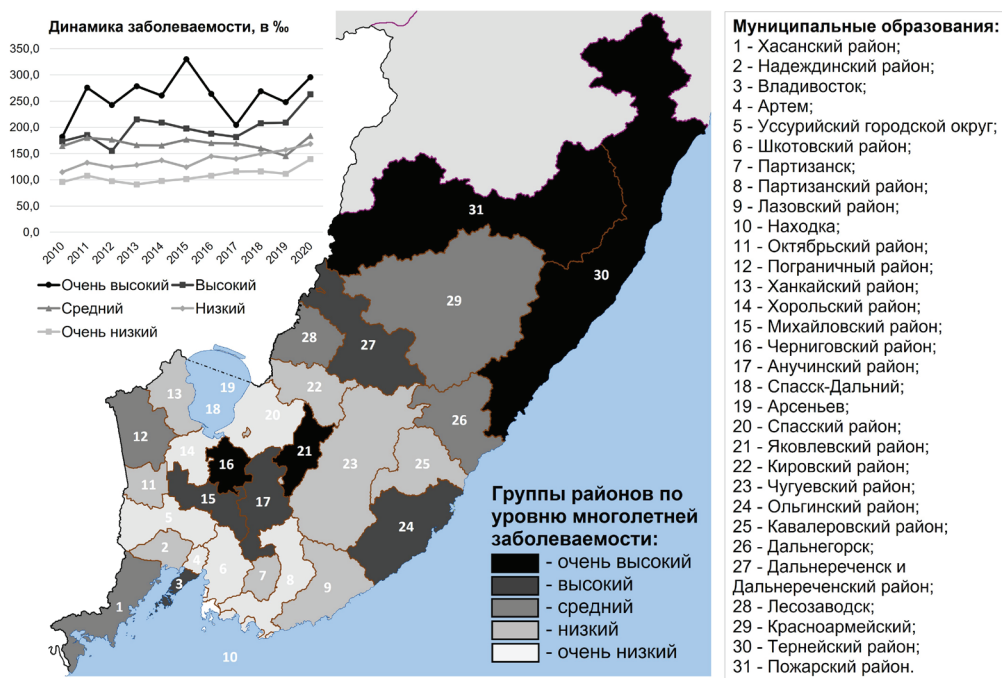 Динамика заболеваемости, в ‰
350,0
300,0
250,0
200,0
150,0
100,0
50,0
0,0
2010
2011
2012
2013
2014
2015
2016
2017
2018
2019
2020
Очень высокий
Высокий
Средний
Низкий
Очень низкий
31
30
29
28
27
22
19
18
20
13
12
14
16
21
26
25
23
11
15
17
24
5
2
4
3
6
7
8
9
1
10
Группы районов по
уровню многолетней
заболеваемости:
- очень высокий
- высокий
- средний
- низкий
- очень низкий
Муниципальные образования:
1 - Хасанский район;
2 - Надеждинский район;
3 - Владивосток;
4 - Артем;
5 - Уссурийский городской округ;
6 - Шкотовский район;
7 - Партизанск;
8 - Партизанский район;
9 - Лазовский район;
10 - Находка;
11 - Октябрьский район;
12 - Пограничный район;
13 - Ханкайский район;
14 - Хорольский район;
15 - Михайловский район;
16 - Черниговский район;
17 - Анучинский район;
18 - Спасск-Дальний;
19 - Арсеньев;
20 - Спасский район;
21 - Яковлевский район;
22 - Кировский район;
23 - Чугуевский район;
24 - Ольгинский район;
25 - Кавалеровский район;
26 - Дальнегорск;
27 - Дальнереченск и
Дальнереченский район;
28 - Лесозаводск;
29 - Красноармейский;
30 - Тернейский район;
31 - Пожарский район.